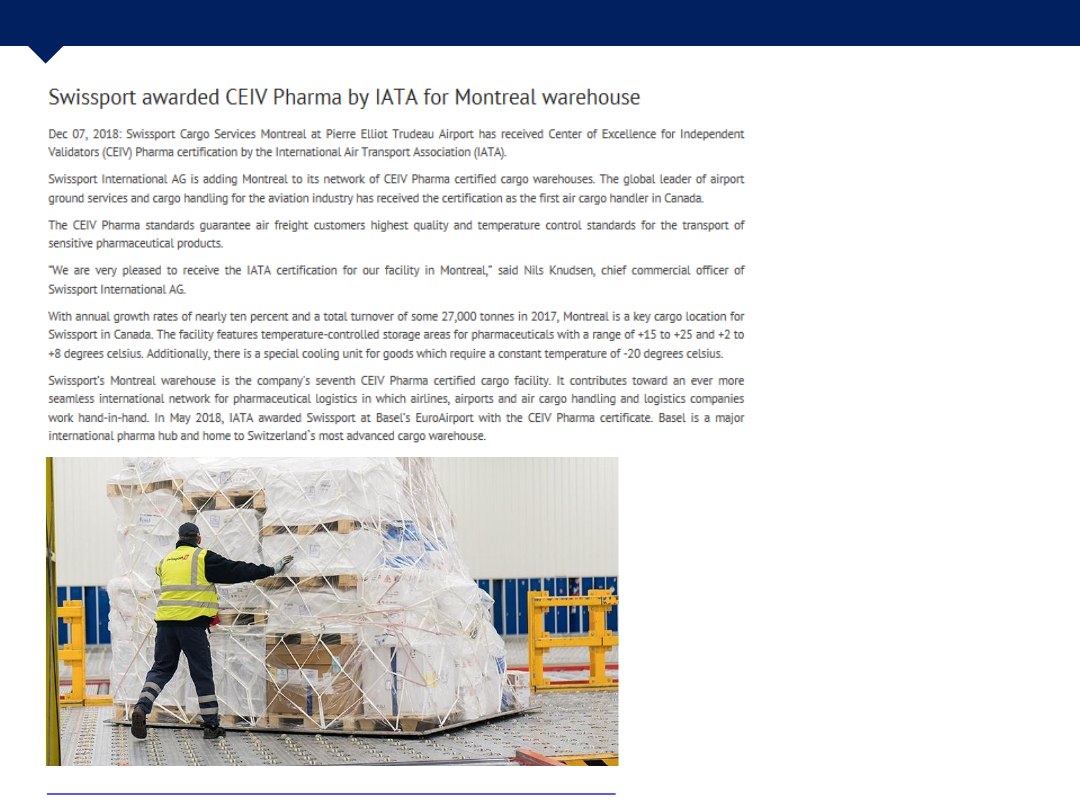 Swissport awarded CEIV Pharma by IATA for Montreal warehouse
Dec 07, 2018: Swissport Cargo Services Montreal at Pierre Elliot Trudeau Airport has received Center of Excellence for Independent
Validators (CEIV) Pharma certification by the International Air Transport Association (IATA).
Swissport International AG is adding Montreal to its network of CEIV Pharma certified cargo warehouses. The global leader of airport
ground services and cargo handling for the aviation industry has received the certification as the first air cargo handler in Canada.
The CEIV Pharma standards guarantee air freight customers highest quality and temperature control standards for the transport of
sensitive pharmaceutical products.
"We are very pleased to receive the IATA certification for our facility in Montreal," said Nils Knudsen, chief commercial officer of
Swissport International AG.
With annual growth rates of nearly ten percent and a total turnover of some 27,000 tonnes in 2017, Montreal is a key cargo location for
Swissport in Canada. The facility features temperature-controlled storage areas for pharmaceuticals with a range of +15 to +25 and +2 to
+8 degrees celsius. Additionally, there is a special cooling unit for goods which require a constant temperature of -20 degrees celsius.
Swissport's Montreal warehouse is the company's seventh CEIV Pharma certified cargo facility. It contributes toward an ever more
seamless international network for pharmaceutical logistics in which airlines, airports and air cargo handling and logistics companies
work hand-in-hand. In May 2018, IATA awarded Swissport at Basel's EuroAirport with the CEIV Pharma certificate. Basel is a major
international pharma hub and home to Switzerland`s most advanced cargo warehouse.